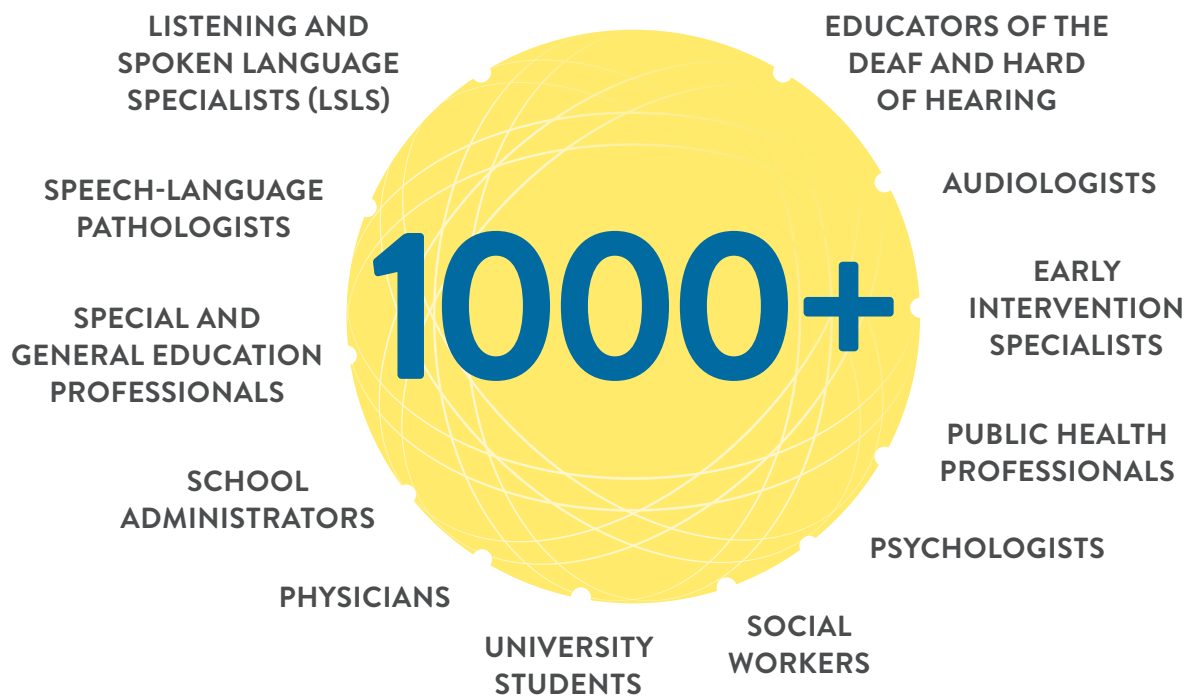 LISTENING AND
SPOKEN LANGUAGE
SPECIALISTS (LSLS)
EDUCATORS OF THE
DEAF AND HARD
OF HEARING
SPEECH-LANGUAGE
PATHOLOGISTS
AUDIOLOGISTS
1000+
EARLY
INTERVENTION
SPECIALISTS
SPECIAL AND
GENERAL EDUCATION
PROFESSIONALS
PUBLIC HEALTH
PROFESSIONALS
SCHOOL
ADMINISTRATORS
PSYCHOLOGISTS
PHYSICIANS
SOCIAL
WORKERS
UNIVERSITY
STUDENTS